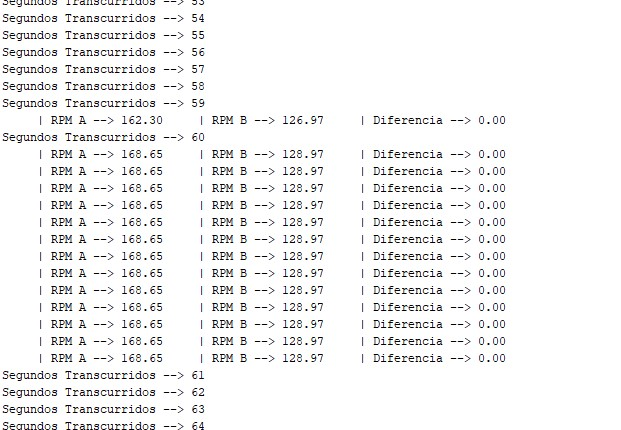 Segundos Transcurridos --> 53
Segundos Transcurridos --> 54
Segundos Transcurridos --> 55
Segundos Transcurridos --> 56
Segundos Transcurridos --> 57
Segundos Transcurridos --> 58
Segundos Transcurridos --> 59
| RPM A --> 162.30 | RPM B --> 126.97 | Diferencia --> 0.00
Segundos Transcurridos --> 60
| RPM A --> 168.65 | RPM B --> 128.97 | Diferencia --> 0.00
| RPM A --> 168.65 | RPM B --> 128.97 | Diferencia --> 0.00
| RPM A --> 168.65 | RPM B --> 128.97 | Diferencia --> 0.00
| RPM A --> 168.65 | RPM B --> 128.97 | Diferencia --> 0.00
| RPM A --> 168.65 | RPM B --> 128.97 | Diferencia --> 0.00
| RPM A --> 168.65 | RPM B --> 128.97 | Diferencia --> 0.00
| RPM A --> 168.65 | RPM B --> 128.97 | Diferencia --> 0.00
| RPM A --> 168.65 | RPM B --> 128.97 | Diferencia --> 0.00
| RPM A --> 168.65 | RPM B --> 128.97 | Diferencia --> 0.00
| RPM A --> 168.65 | RPM B --> 128.97 | Diferencia --> 0.00
| RPM A --> 168.65 | RPM B --> 128.97 | Diferencia --> 0.00
| RPM A --> 168.65 | RPM B --> 128.97 | Diferencia --> 0.00
| RPM A --> 168.65 | RPM B --> 128.97 | Diferencia --> 0.00
Segundos Transcurridos --> 61
Segundos Transcurridos --> 62
Segundos Transcurridos --> 63
Segundos Transcurridos --> 64